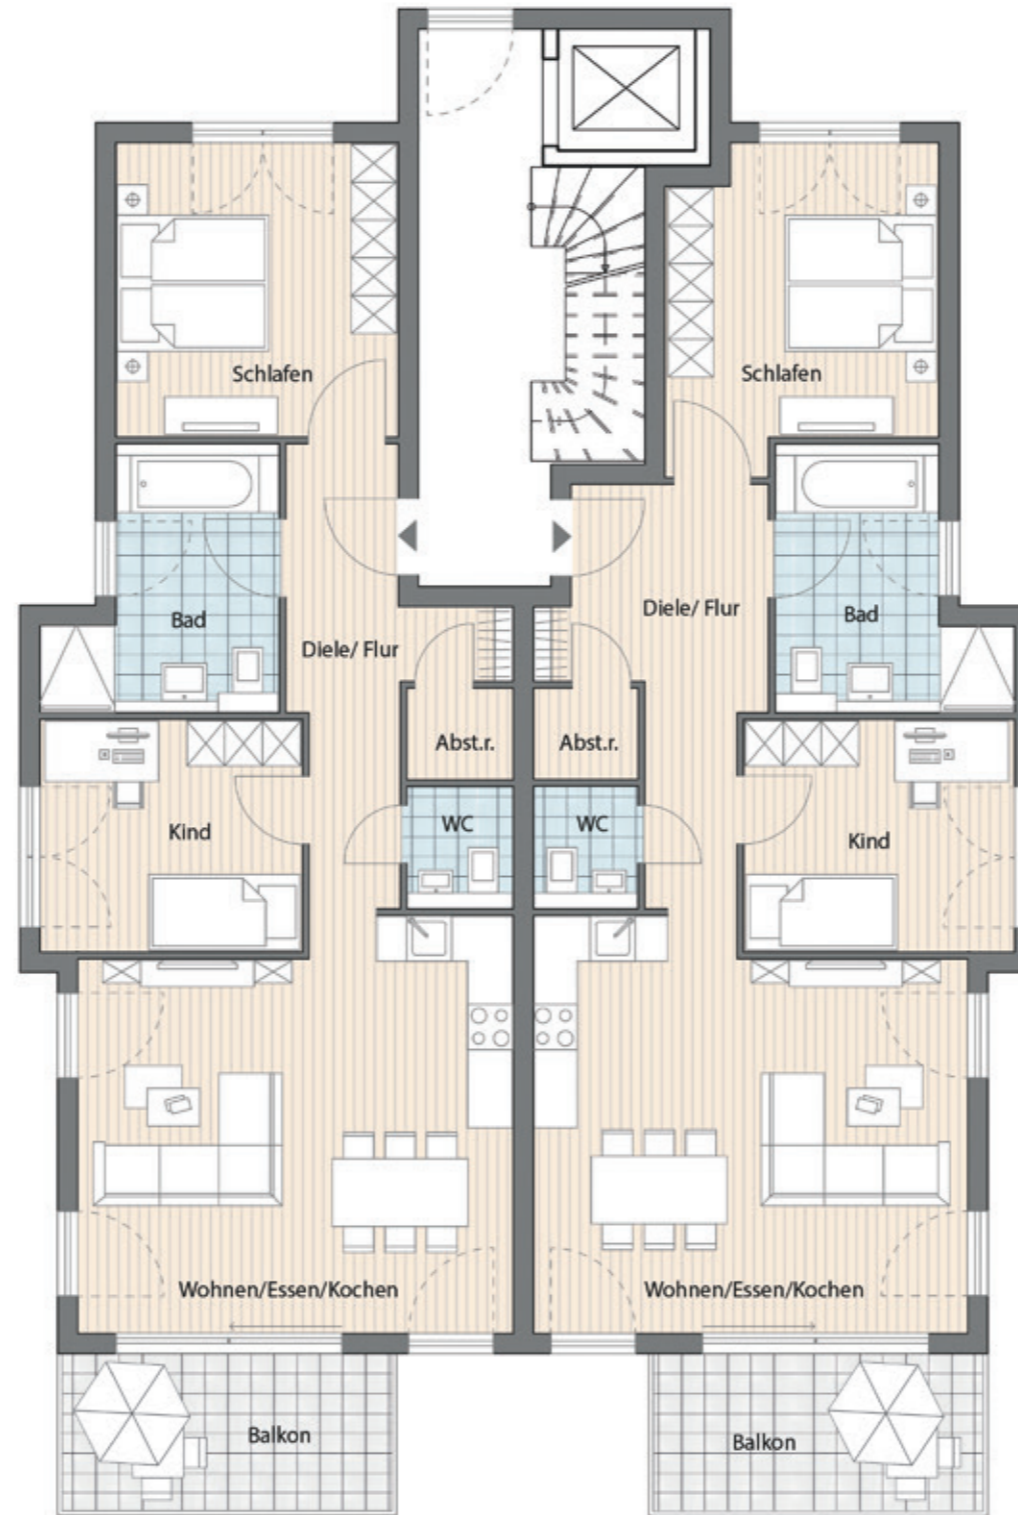 Schlafen
Schlafen
Bad
Diele/ Flur
Diele/ Flur
Bad
Abst.r.
Abst.r.
Kind
WC
WC
Kind
Wohnen/Essen/Kochen
Wohnen/Essen/Kochen
Balkon
Balkon